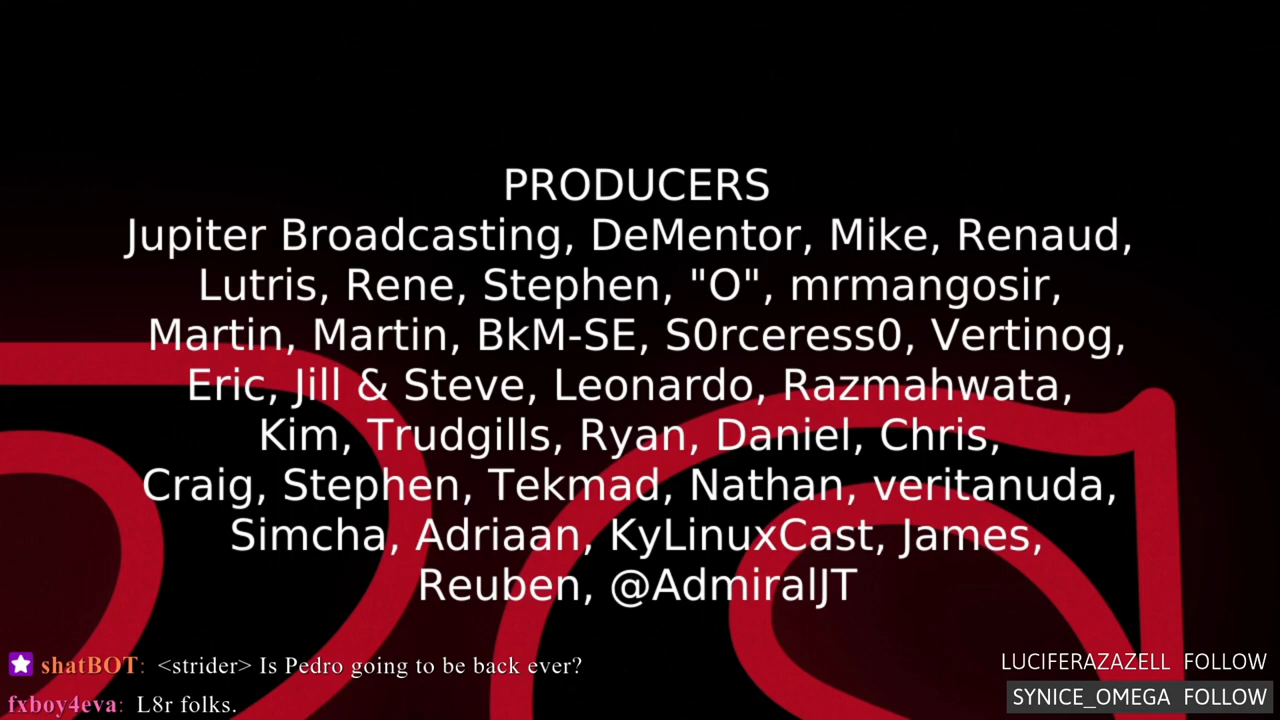 PRODUCERS
Jupiter Broadcasting, DeMentor, Mike, Renaud,
Lutris, Rene, Stephen, "O", mrmangosir,
Martin, Martin, BkM-SE, S0rceress0, Vertinog,
Eric, Jill & Steve, Leonardo, Razmahwata,
Kim, Trudgills, Ryan, Daniel, Chris,
Craig, Stephen, Tekmad, Nathan, veritanuda,
Simcha, Adriaan, KyLinuxCast, James,
Reuben, @AdmiralJT
shatBOT: <strider> Is Pedro going to be back ever?
fxboy4eva: L8r folks.
LUCIFERAZAZELL FOLLOW
SYNICE_OMEGA FOLLOW